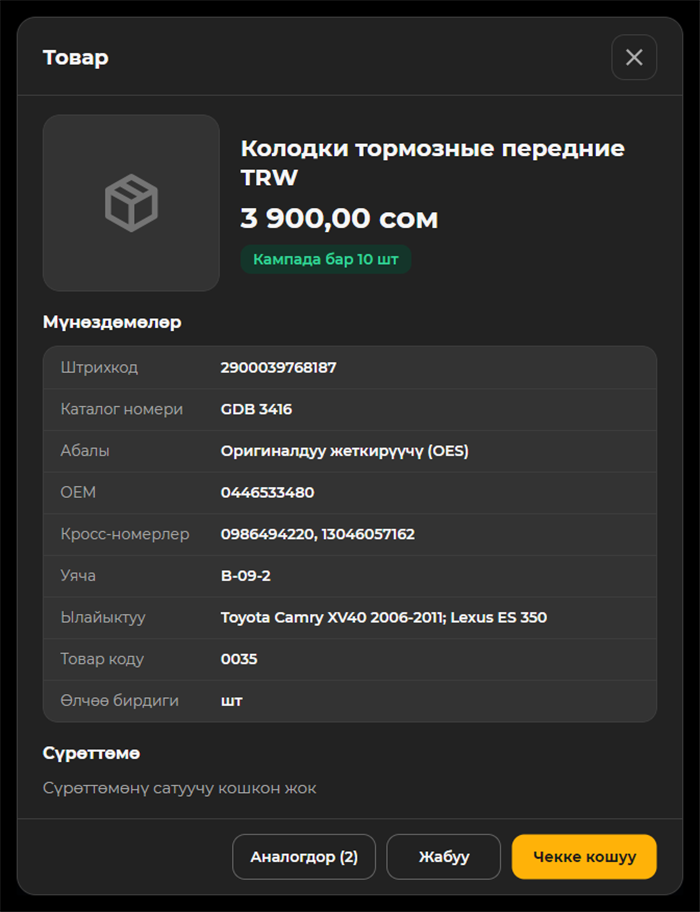 Товар
Колодки тормозные передние
TRW
3 900,00 сом
Кампада бар 10 шт
Мүнөздөмөлөр
Штрихкод 2900039768187
Каталог номери GDB 3416
Абалы Оригиналдуу жеткирүүчү (OES)
OEM 0446533480
Кросс-номерлер 0986494220, 13046057162
Уяча B-09-2
Ылайыктуу Toyota Camry XV40 2006-2011; Lexus ES 350
Товар коду 0035
Өлчөө бирдиги шт
Сүрөттөмө
Сүрөттөмөнү сатуучу кошкон жок
Аналогдор (2) Жабуу Чекке кошуу